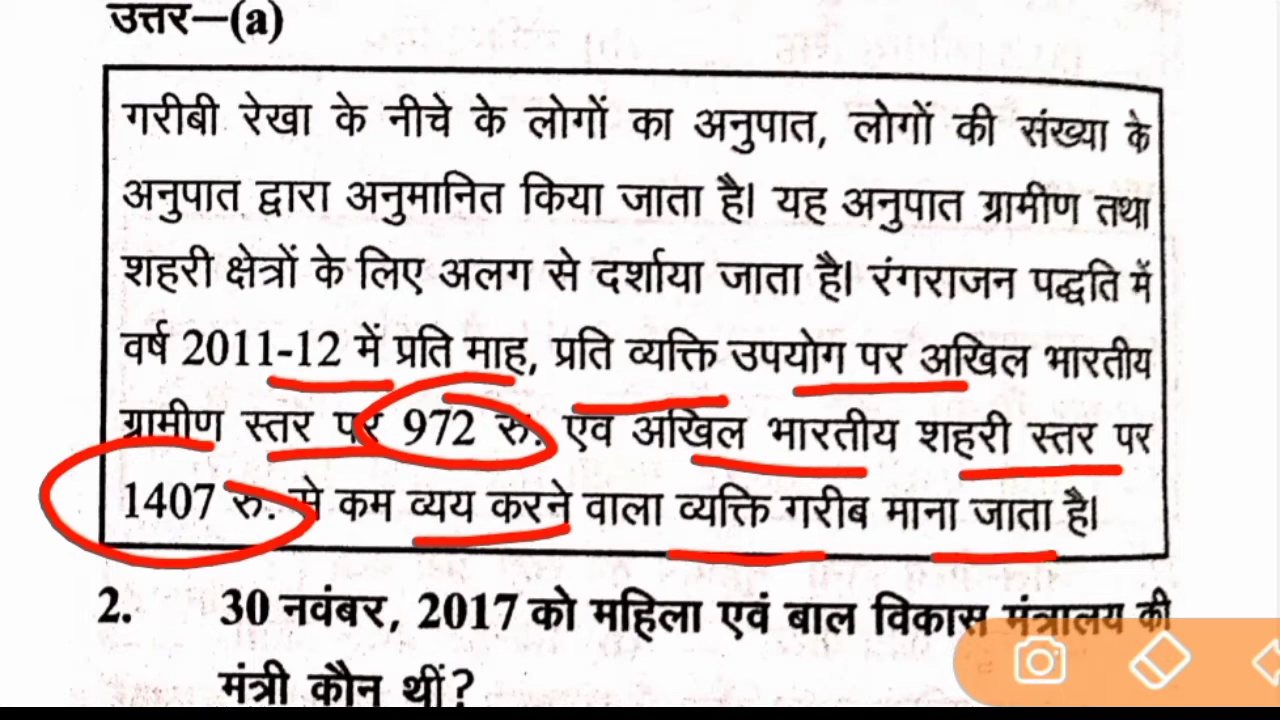 उत्तर—(a)
गरीबी रेखा के नीचे के लोगों का अनुपात, लोगों की संख्या के
अनुपात द्वारा अनुमानित किया जाता है। यह अनुपात ग्रामीण तथा
शहरी क्षेत्रों के लिए अलग से दर्शाया जाता है। रंगराजन पद्धति में
वर्ष 2011-12 में प्रति माह, प्रति व्यक्ति उपयोग पर अखिल भारतीय
ग्रामीण स्तर पर 972 रु. एवं अखिल भारतीय शहरी स्तर पर
1407 रु. से कम व्यय करने वाला व्यक्ति गरीब माना जाता है।
2. 30 नवंबर, 2017 को महिला एवं बाल विकास मंत्रालय की
मंत्री कौन थीं?